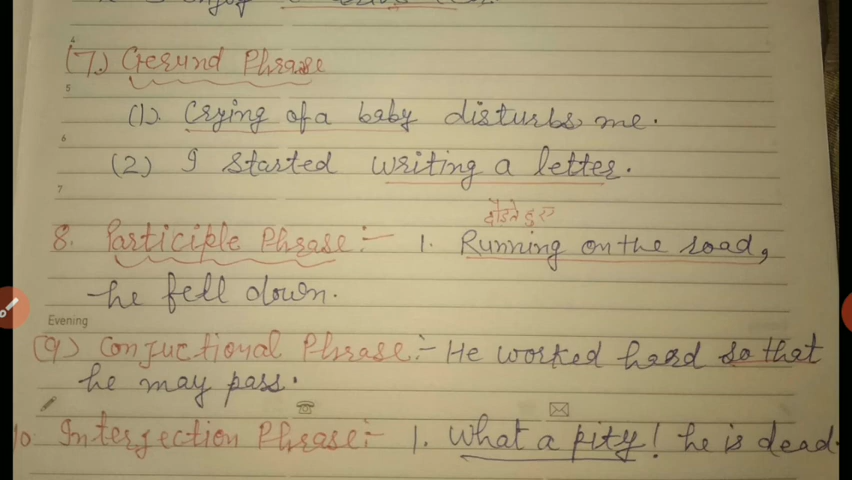 (7.) Gerund Phrase
(1). Crying of a baby disturbs me.
(2) I started writing a letter.
दौड़ते हुए
8. Participle Phrase :- 1. Running on the road,
he fell down.
Evening
(9) Conjuctional Phrase :- He worked hard so that
he may pass.
10. Interjection Phrase :- 1. What a pity! he is dead.